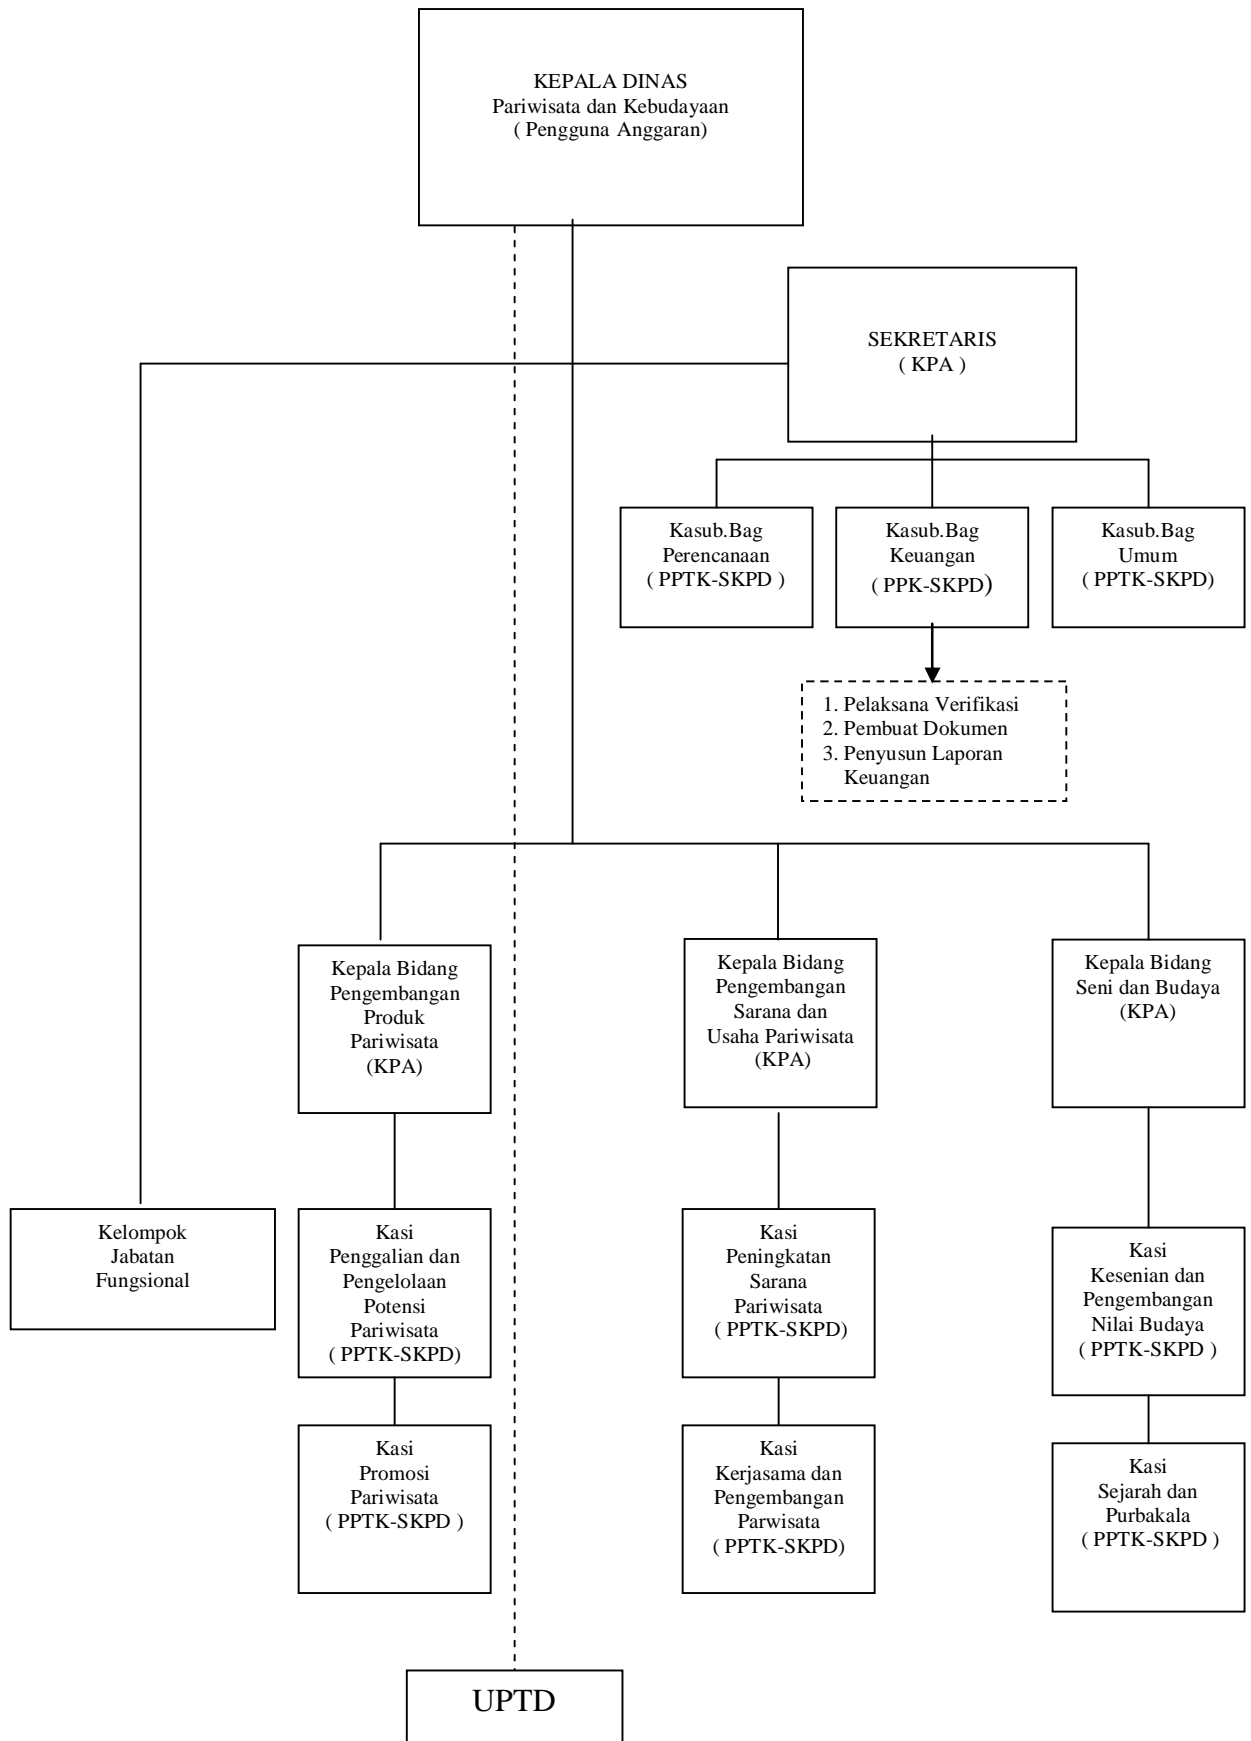 KEPALA DINAS
Pariwisata dan Kebudayaan
( Pengguna Anggaran)
SEKRETARIS
( KPA )
Kasub.Bag
Perencanaan
( PPTK-SKPD )
Kasub.Bag
Keuangan
( PPK-SKPD)
Kasub.Bag
Umum
( PPTK-SKPD)
1. Pelaksana Verifikasi
2. Pembuat Dokumen
3. Penyusun Laporan
Keuangan
Kepala Bidang
Pengembangan
Produk
Pariwisata
(KPA)
Kepala Bidang
Pengembangan
Sarana dan
Usaha Pariwisata
(KPA)
Kepala Bidang
Seni dan Budaya
(KPA)
Kelompok
Jabatan
Fungsional
Kasi
Penggalian dan
Pengelolaan
Potensi
Pariwisata
( PPTK-SKPD)
Kasi
Peningkatan
Sarana
Pariwisata
( PPTK-SKPD)
Kasi
Kesenian dan
Pengembangan
Nilai Budaya
( PPTK-SKPD )
Kasi
Promosi
Pariwisata
( PPTK-SKPD )
Kasi
Kerjasama dan
Pengembangan
Parwisata
( PPTK-SKPD)
Kasi
Sejarah dan
Purbakala
( PPTK-SKPD )
UPTD